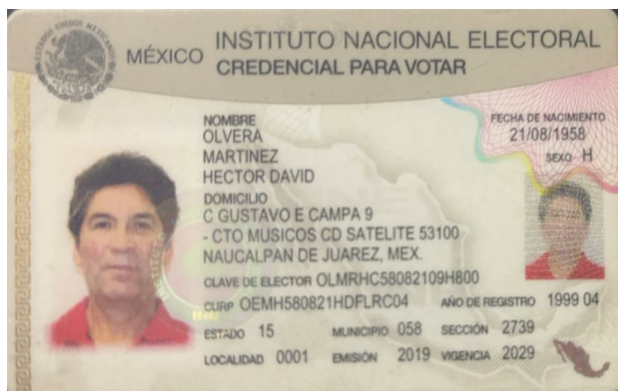 MÉXICO INSTITUTO NACIONAL ELECTORAL
CREDENCIAL PARA VOTAR
NOMBRE
OLVERA
MARTINEZ
HECTOR DAVID
FECHA DE NACIMIENTO
21/08/1958
SEXO H
DOMICILIO
C GUSTAVO E CAMPA 9
- CTO MUSICOS CD SATELITE 53100
NAUCALPAN DE JUAREZ, MEX.
CLAVE DE ELECTOR OLMRHC58082109H800
CURP OEMH580821HDFLRC04 AÑO DE REGISTRO 1999 04
ESTADO 15 MUNICIPIO 058 SECCIÓN 2739
LOCALIDAD 0001 EMISIÓN 2019 VIGENCIA 2029